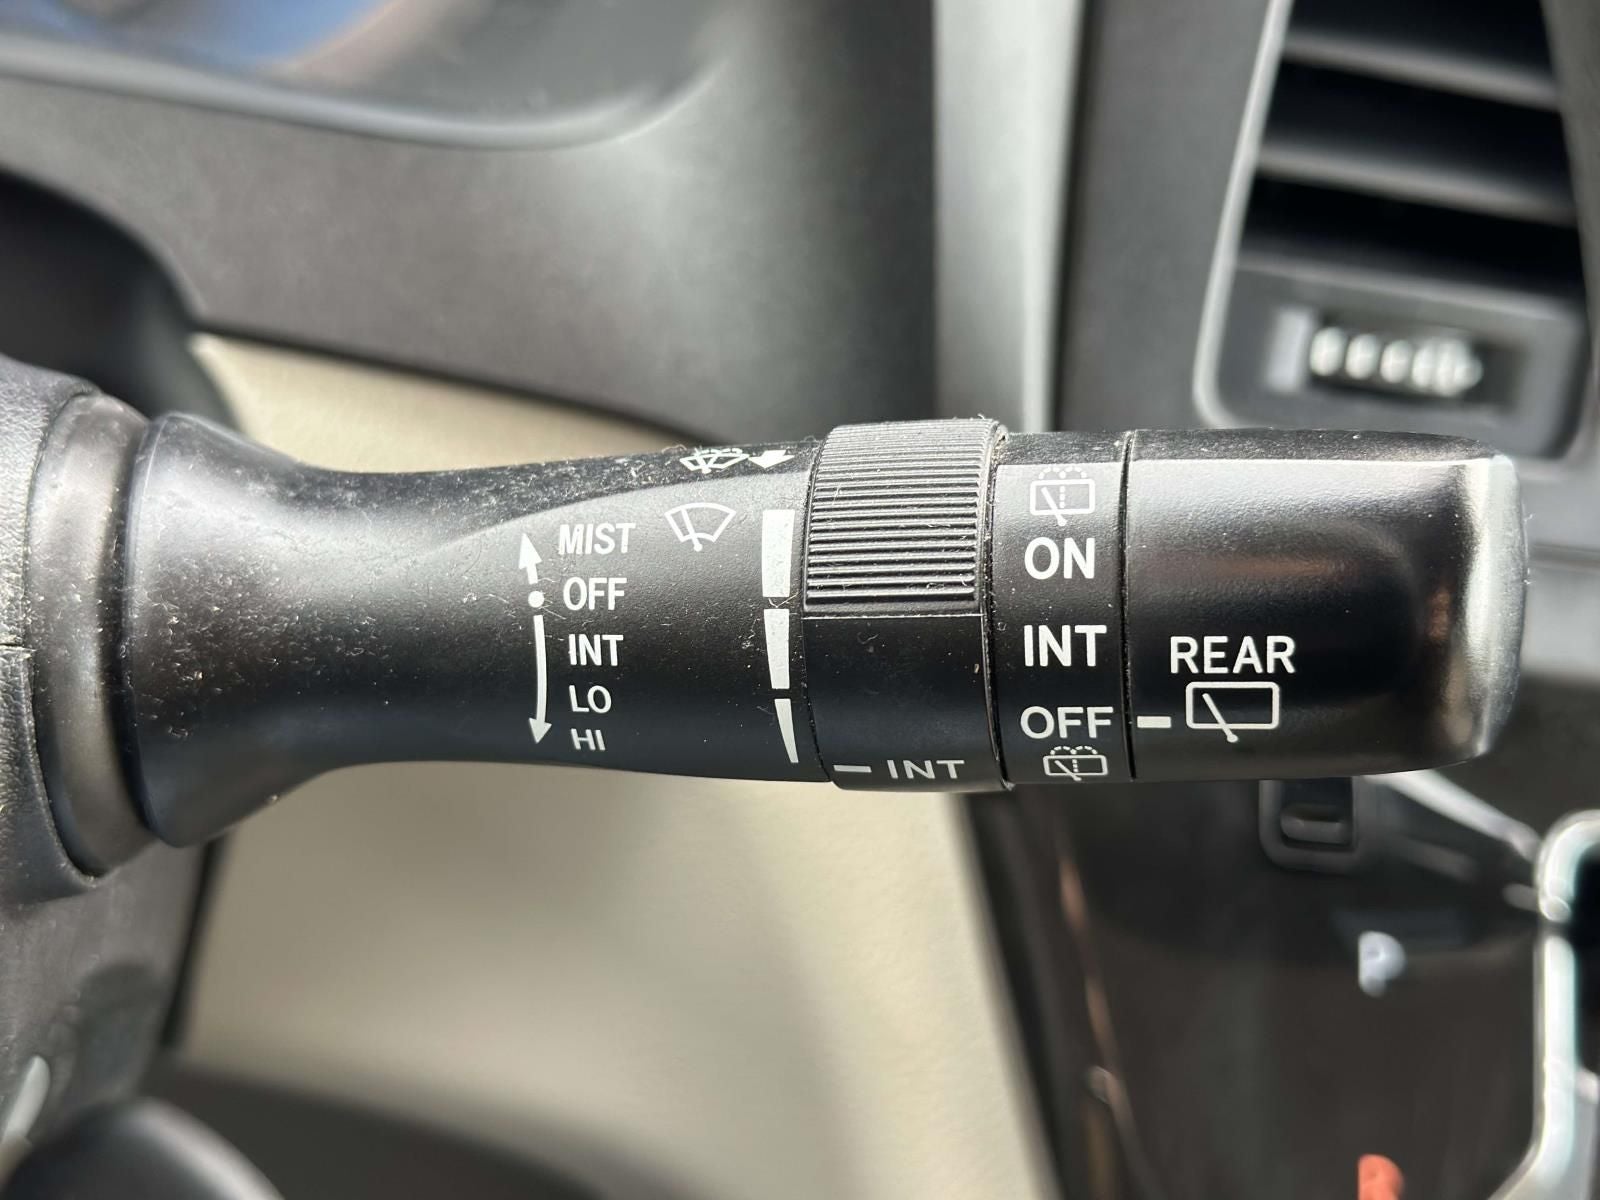 MIST
OFF
INT
LO
HI
INT
ON
INT
OFF
REAR